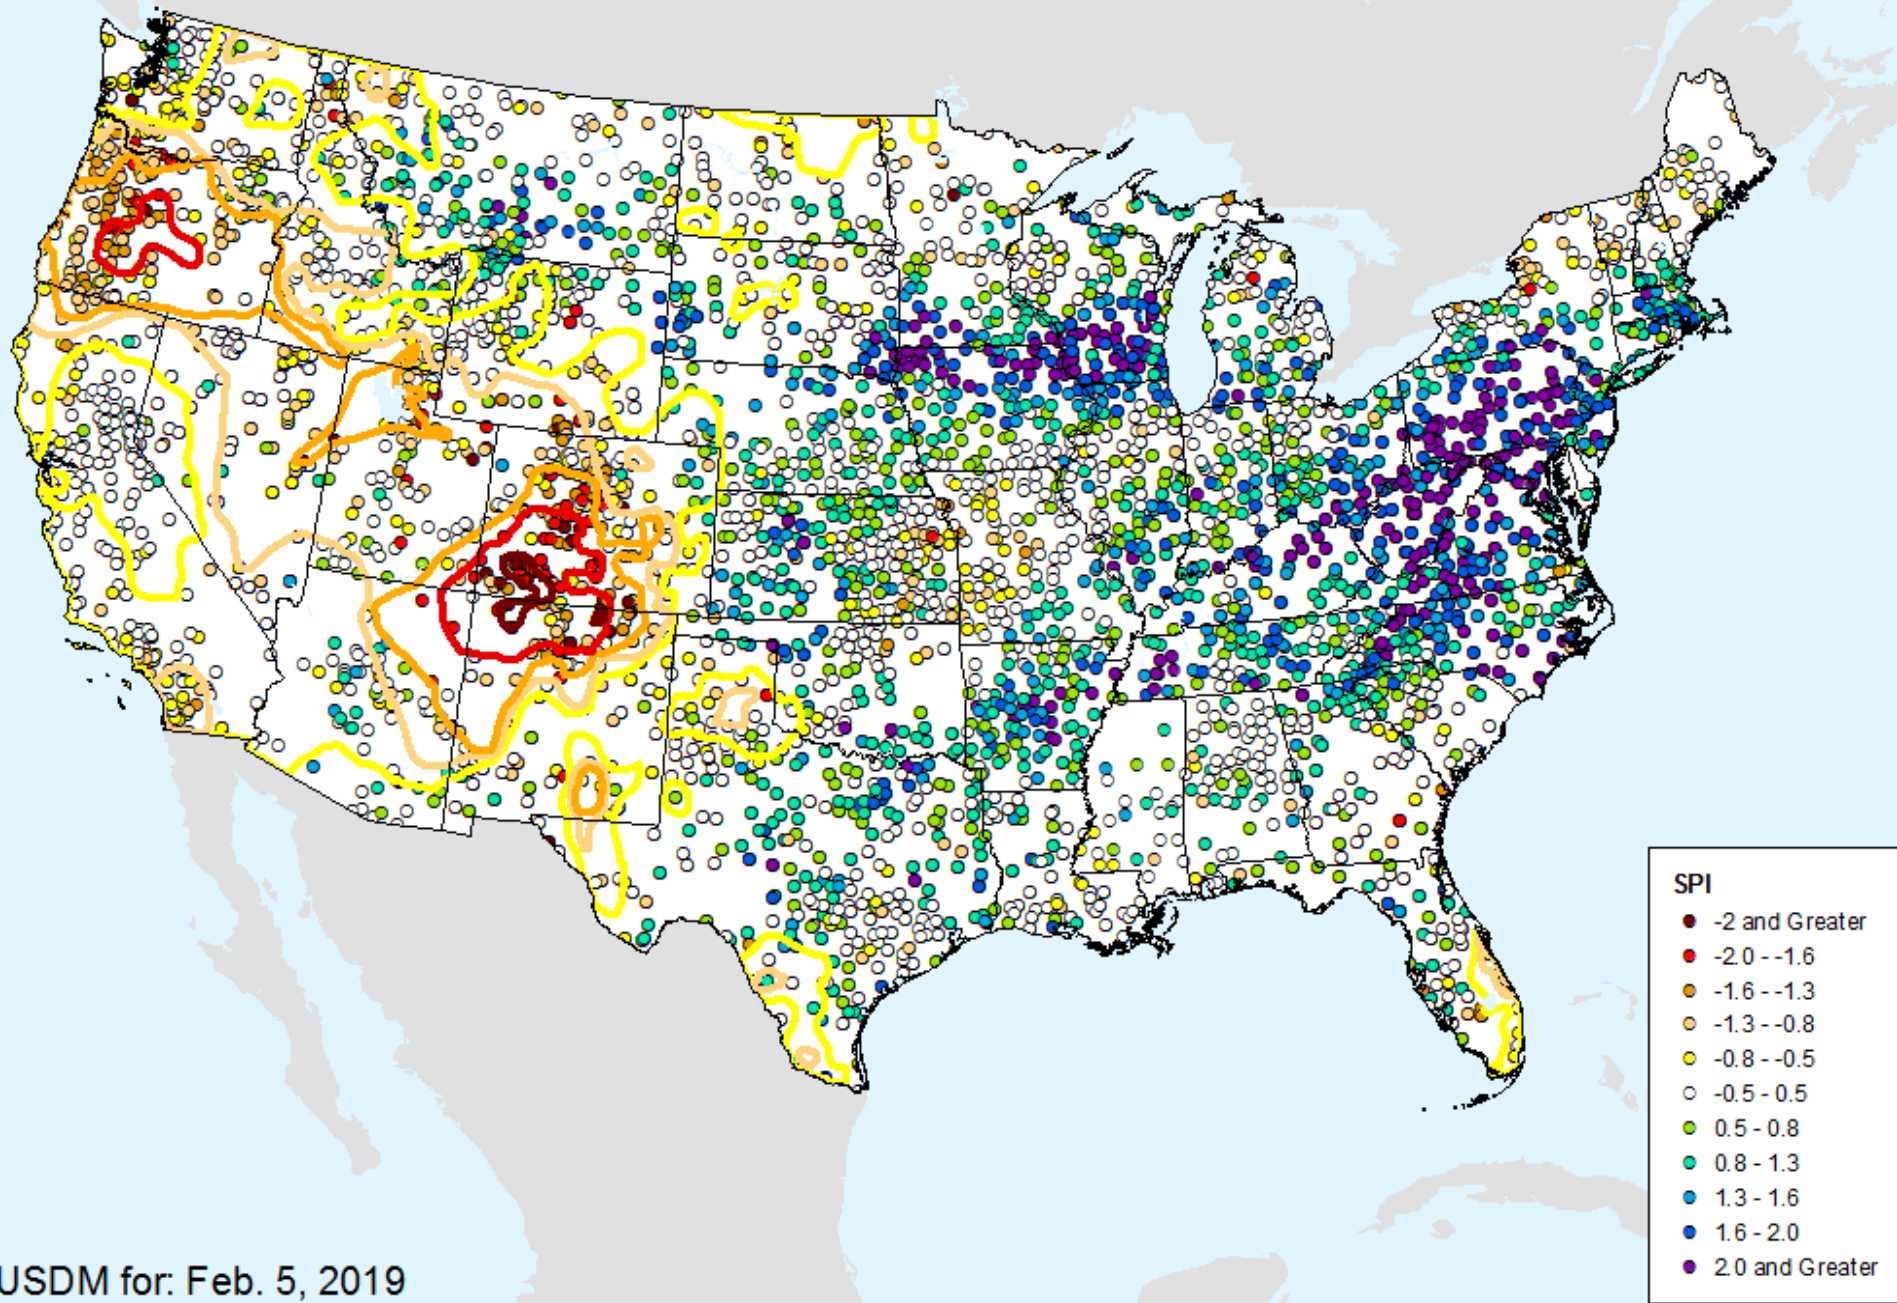 SPI
-2 and Greater
-2.0 - -1.6
-1.6 - -1.3
-1.3 - -0.8
-0.8 - -0.5
-0.5 - 0.5
0.5 - 0.8
0.8 - 1.3
1.3 - 1.6
1.6 - 2.0
2.0 and Greater
USDM for: Feb. 5, 2019